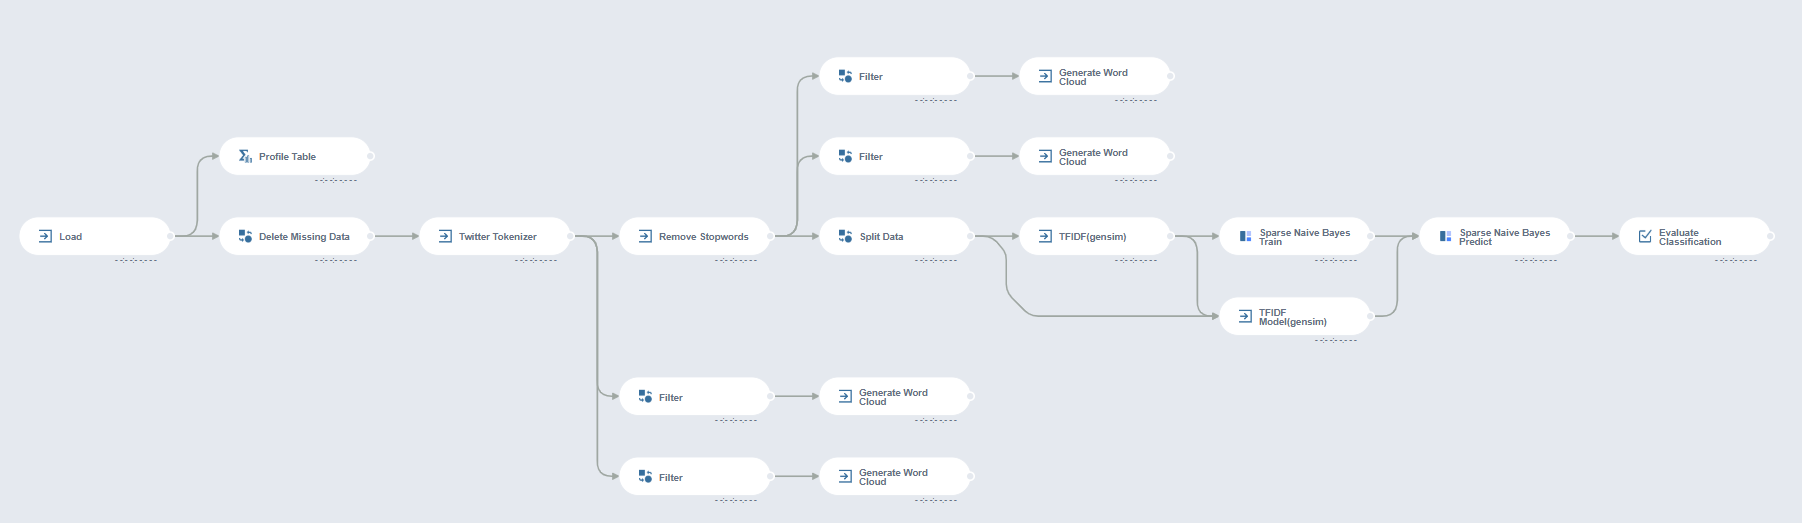 Filter
Generate Word
Cloud
--:--:--.---
--:--:--.---
Profile Table
Filter
Generate Word
Cloud
--:--:--.---
--:--:--.---
--:--:--.---
Load
Delete Missing Data
Twitter Tokenizer
Remove Stopwords
Split Data
TFIDF(gensim)
Sparse Naive Bayes
Train
Sparse Naive Bayes
Predict
Evaluate
Classification
--:--:--.---
--:--:--.---
--:--:--.---
--:--:--.---
--:--:--.---
--:--:--.---
--:--:--.---
--:--:--.---
--:--:--.---
TFIDF
Model(gensim)
--:--:--.---
Filter
Generate Word
Cloud
--:--:--.---
--:--:--.---
Filter
Generate Word
Cloud
--:--:--.---
--:--:--.---